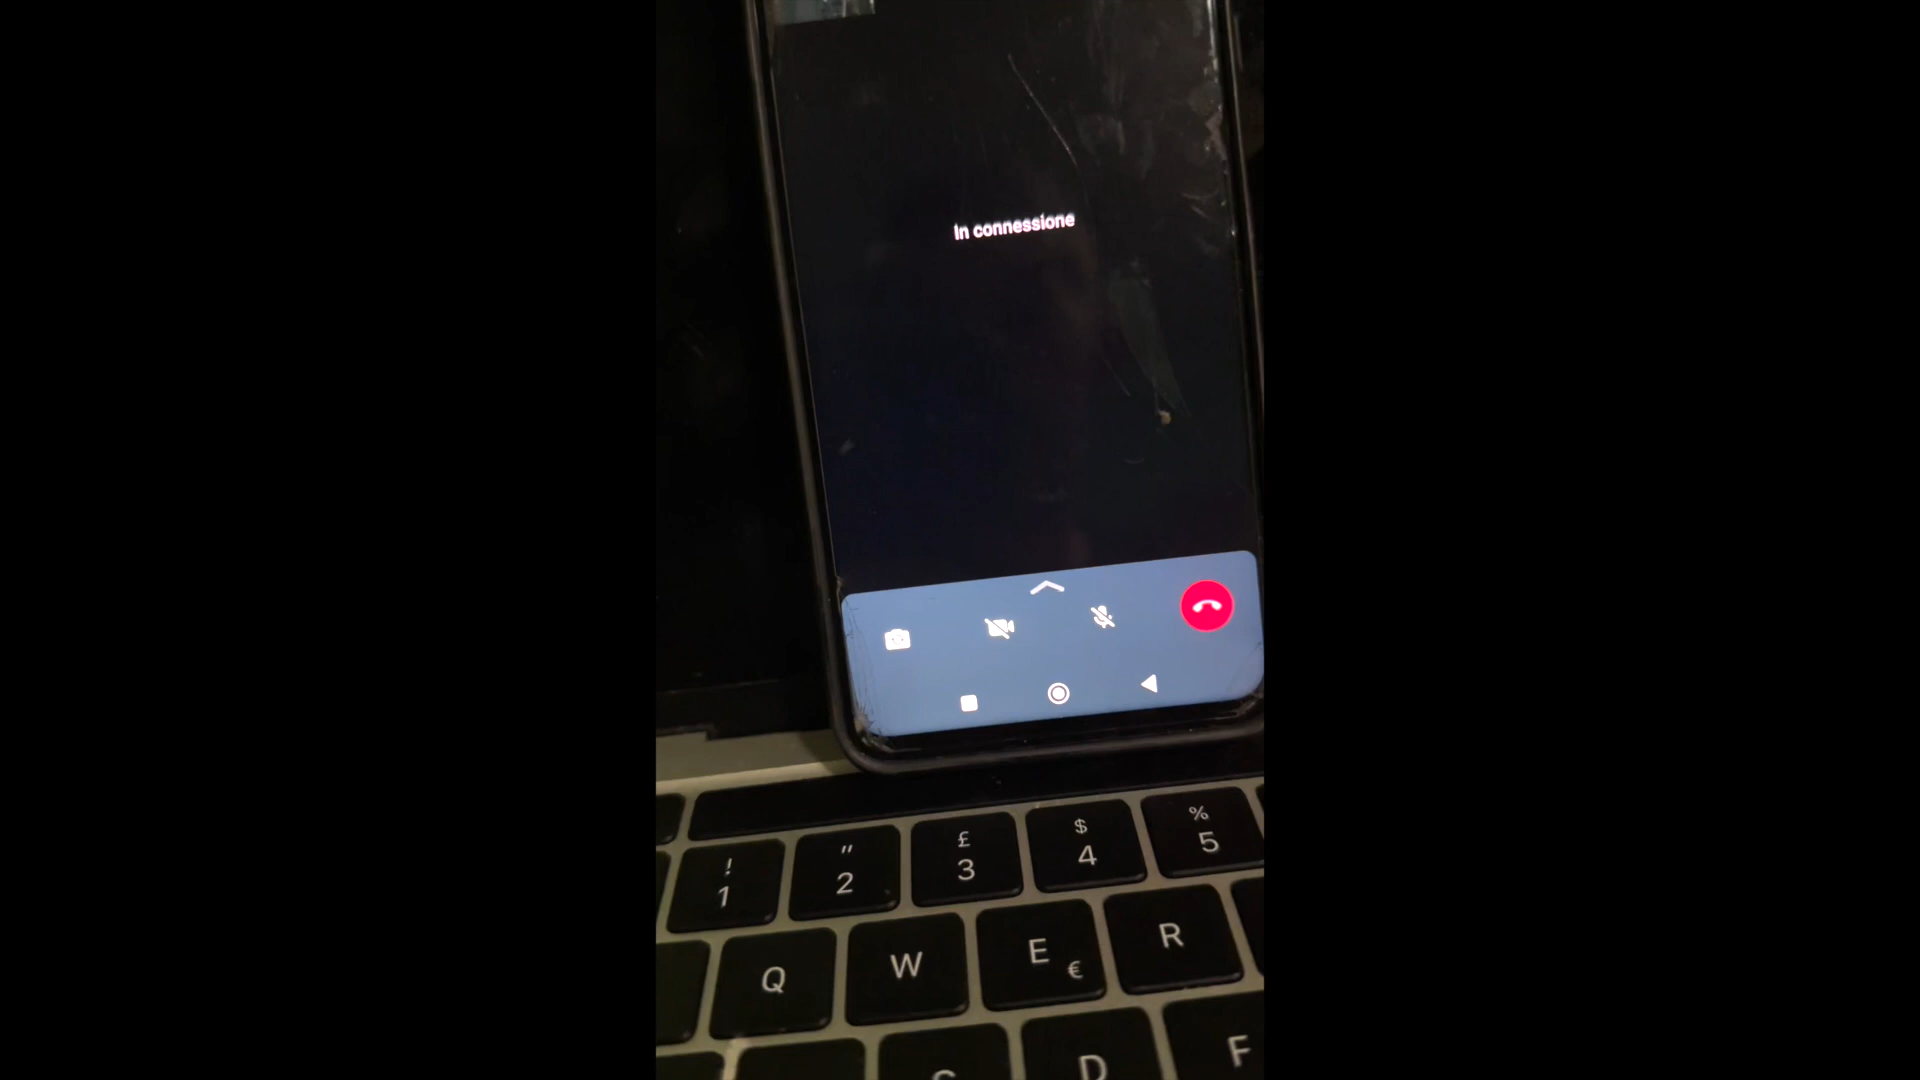 In connessione
! " £ $ %
1 2 3 4 5
Q W E € R
D F